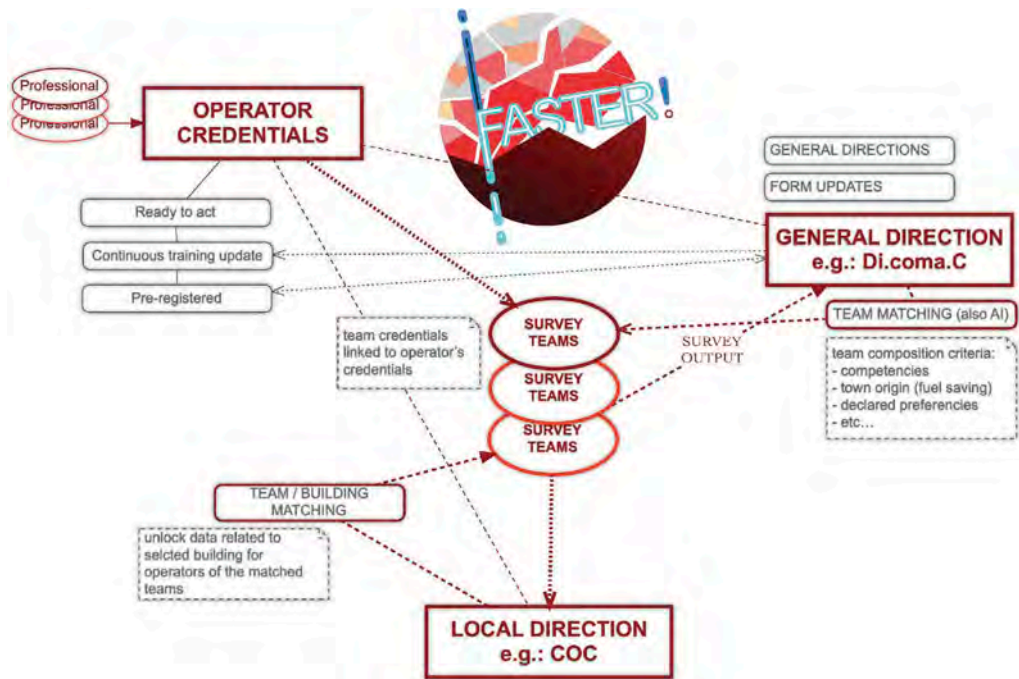 Professional
Professional
Professional
OPERATOR
CREDENTIALS
FASTER!
GENERAL DIRECTIONS
FORM UPDATES
Ready to act
Continuous training update
Pre-registered
GENERAL DIRECTION
e.g.: Di.coma.C
TEAM MATCHING (also AI)
team composition criteria:
- competencies
- town origin (fuel saving)
- declared preferencies
- etc...
team credentials
linked to operator's
credentials
SURVEY
TEAMS
SURVEY
TEAMS
SURVEY
TEAMS
SURVEY
OUTPUT
TEAM / BUILDING
MATCHING
unlock data related to
selcted building for
operators of the matched
teams
LOCAL DIRECTION
e.g.: COC